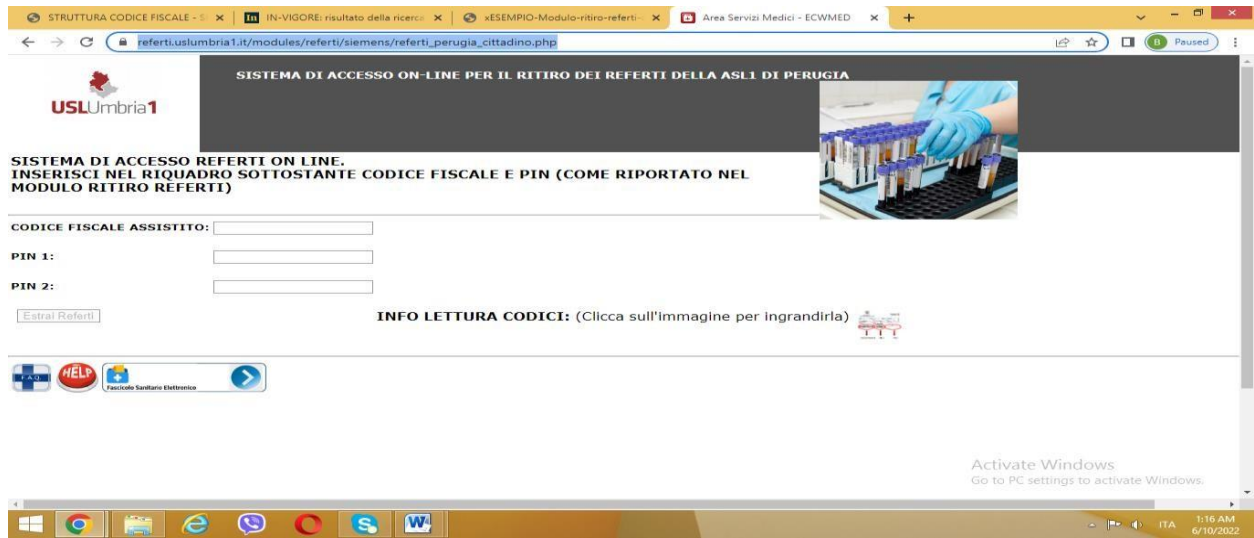 STRUTTURA CODICE FISCALE - S
IN-VIGORE: risultato della ricerca
xESEMPIO-Modulo-ritiro-referti-
Area Servizi Medici - ECWMED
referti.uslumbria1.it/modules/referti/siemens/referti_perugia_cittadino.php
B Paused
SISTEMA DI ACCESSO ON-LINE PER IL RITIRO DEI REFERTI DELLA ASL1 DI PERUGIA
USLUmbria1
SISTEMA DI ACCESSO REFERTI ON LINE.
INSERISCI NEL RIQUADRO SOTTOSTANTE CODICE FISCALE E PIN (COME RIPORTATO NEL
MODULO RITIRO REFERTI)
CODICE FISCALE ASSISTITO:
PIN 1:
PIN 2:
Estrai Referti
INFO LETTURA CODICI: (Clicca sull'immagine per ingrandirla)
F.A.Q.
HELP
Fascicolo Sanitario Elettronico
Activate Windows
Go to PC settings to activate Windows.
ITA
1:16 AM
6/10/2022